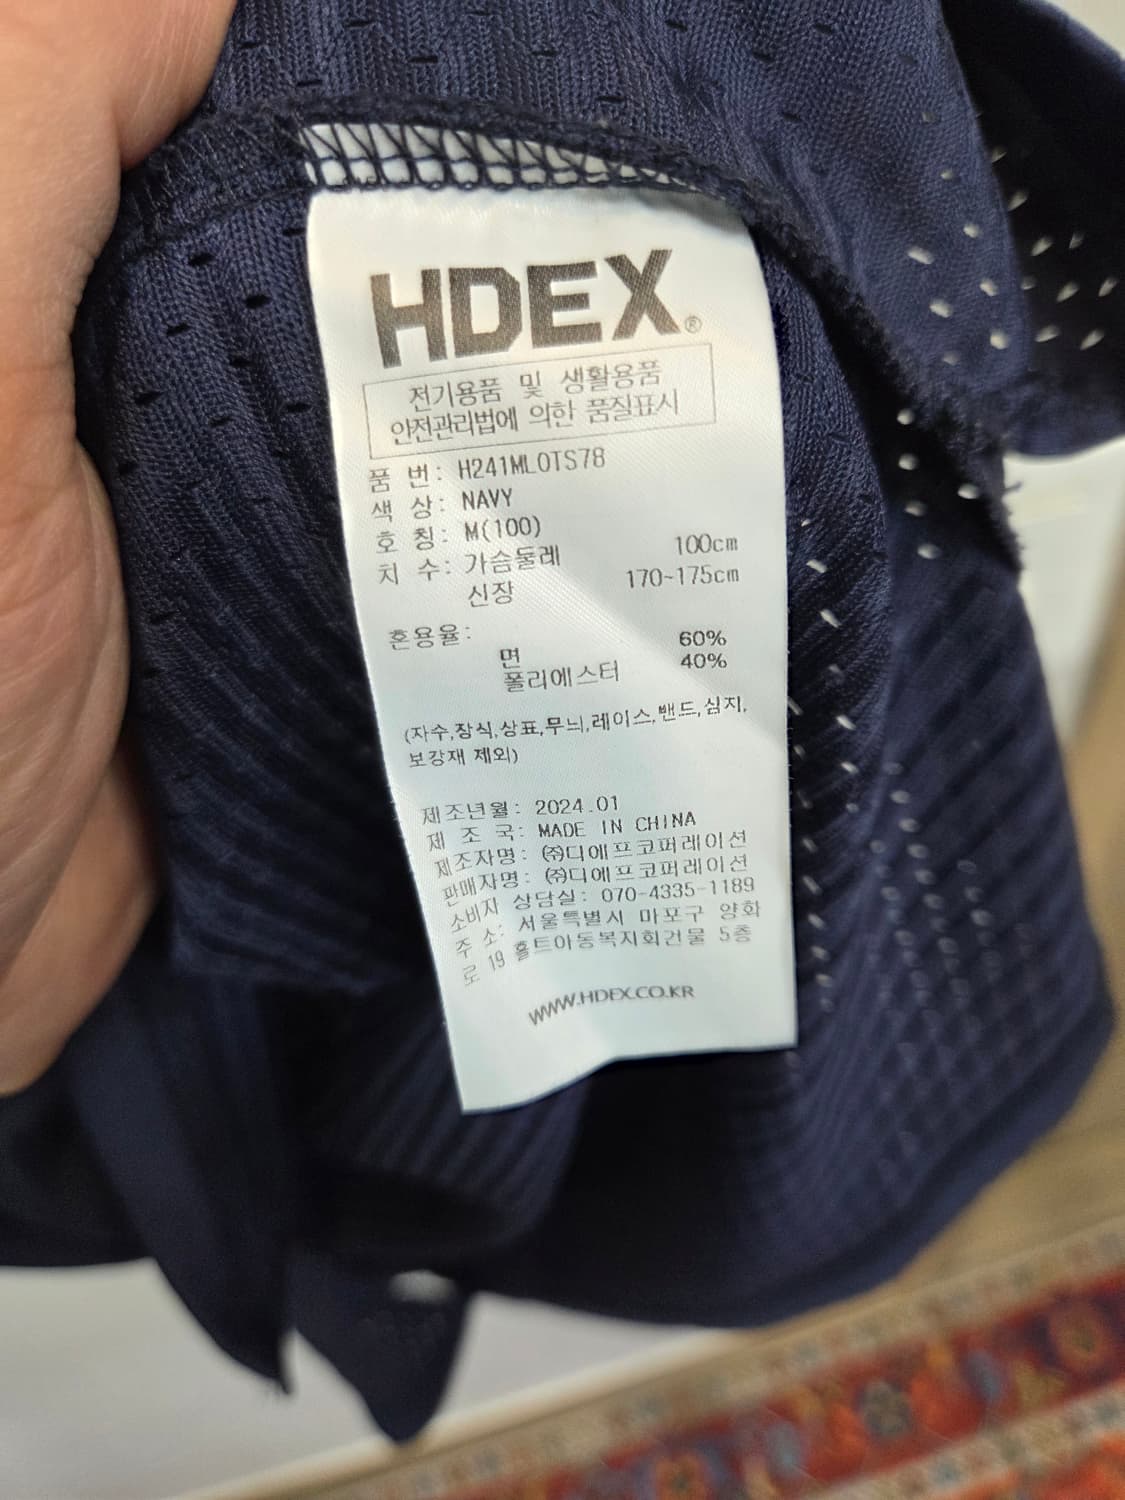 HDEX®
전기용품 및 생활용품
안전관리법에 의한 품질표시
품 번: H241MLOTS78
색 상: NAVY
호 칭: M(100)
치 수: 가슴둘레 100cm
신장 170~175cm
혼용율:
면 60%
폴리에스터 40%
(자수,장식,상표,무늬,레이스,밴드,심지,
보강재 제외)
제조년월: 2024.01
제 조 국: MADE IN CHINA
제조자명: ㈜디에프코퍼레이션
판매자명: ㈜디에프코퍼레이션
소비자 상담실: 070-4335-1189
주 소: 서울특별시 마포구 양화
로 19 홀트아동복지회건물 5층
WWW.HDEX.CO.KR